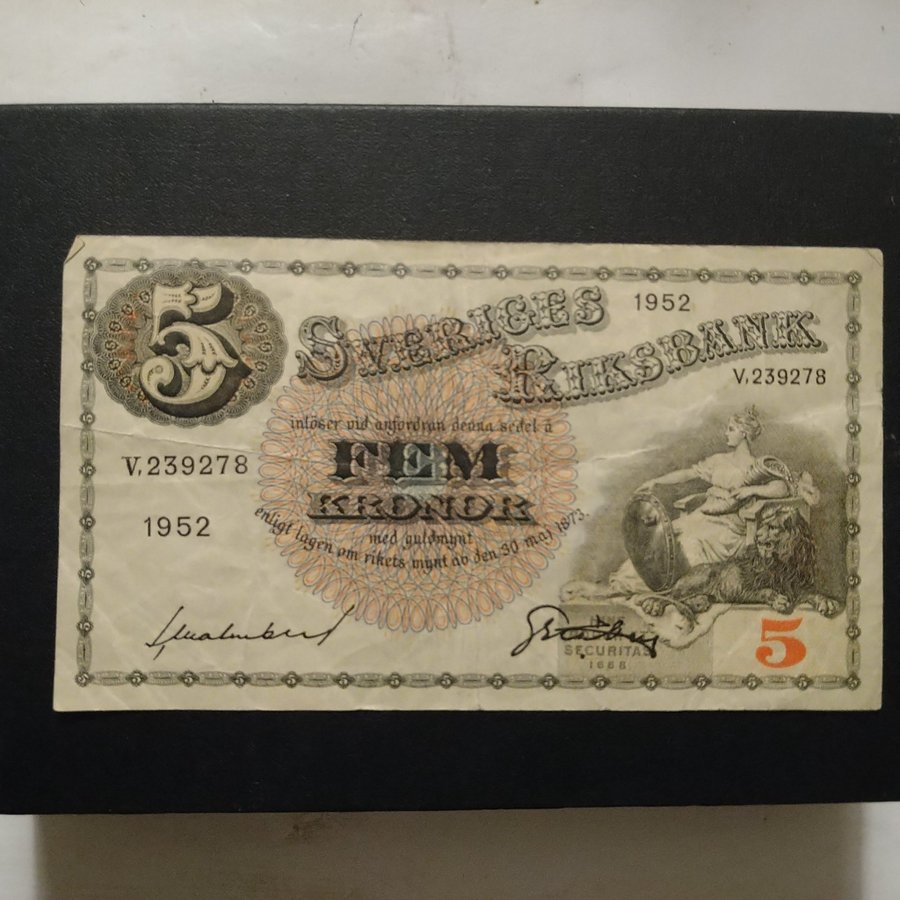 5
SVERIGES
1952
RIKSBANK
V,239278
inlöser vid anfordran denna sedel å
FEM
V,239278
KRONOR
1952
med guldmynt
enligt lagen om rikets mynt av den 30 maj 1873.
SECURITAS
1668
5